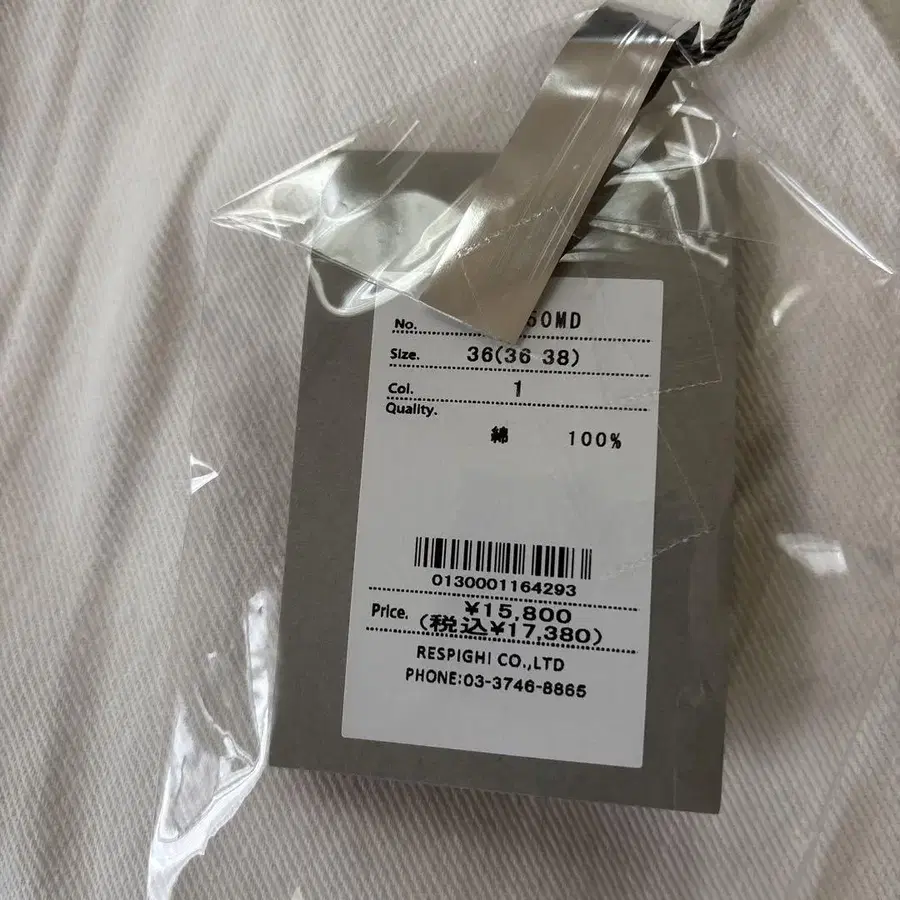 No. 50MD
Size. 36(36 38)
Col. 1
Quality.
綿 100%
0130001164293
Price. ¥15,800
(税込¥17,380)
RESPIGHI CO.,LTD
PHONE:03-3746-8865